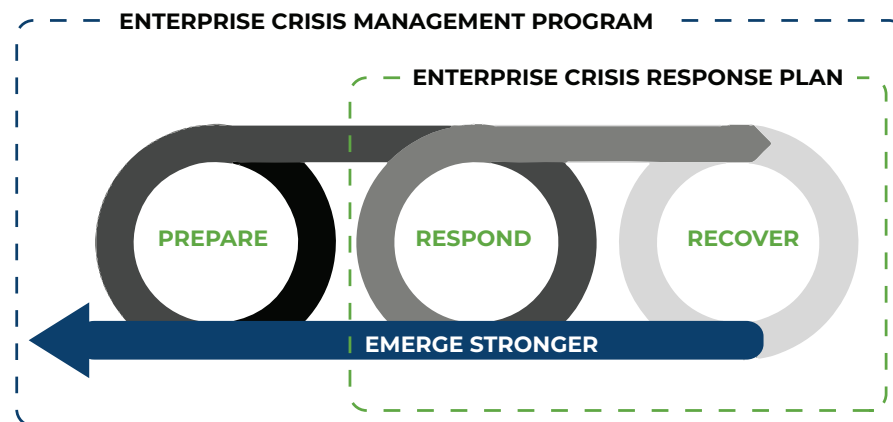 ENTERPRISE CRISIS MANAGEMENT PROGRAM
ENTERPRISE CRISIS RESPONSE PLAN
PREPARE
RESPOND
RECOVER
EMERGE STRONGER